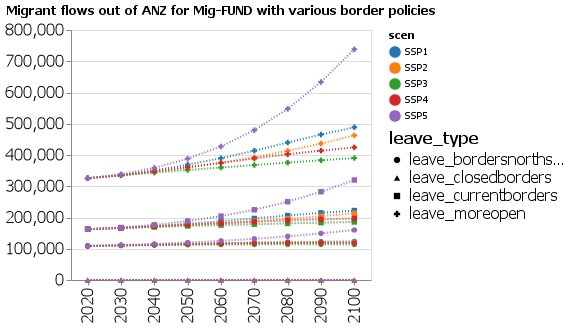 Migrant flows out of ANZ for Mig-FUND with various border policies
800,000
700,000
600,000
500,000
400,000
300,000
200,000
100,000
0
2020
2030
2040
2050
2060
2070
2080
2090
2100
scen
SSP1
SSP2
SSP3
SSP4
SSP5
leave_type
leave_bordersnorths...
leave_closedborders
leave_currentborders
leave_moreopen